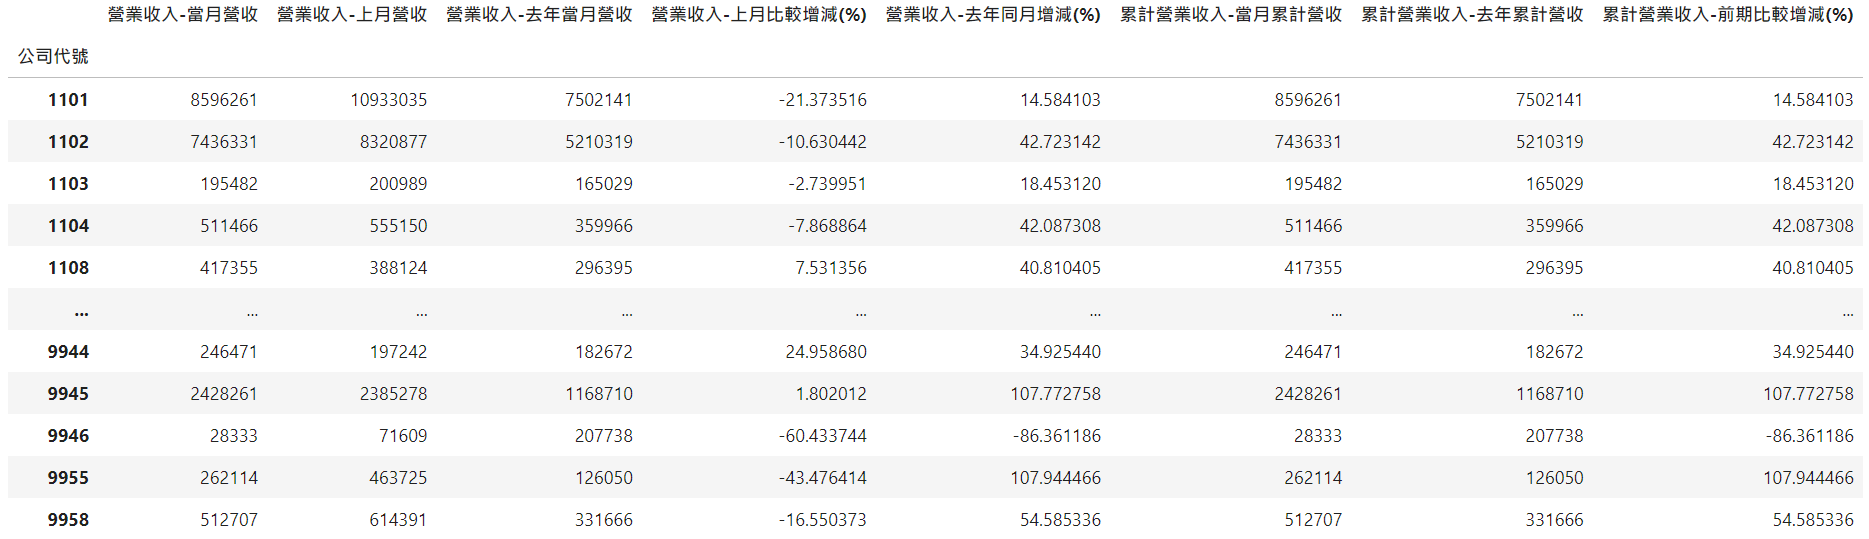 營業收入-當月營收 營業收入-上月營收 營業收入-去年當月營收 營業收入-上月比較增減(%) 營業收入-去年同月增減(%) 累計營業收入-當月累計營收 累計營業收入-去年累計營收 累計營業收入-前期比較增減(%)
公司代號
1101 8596261 10933035 7502141 -21.373516 14.584103 8596261 7502141 14.584103
1102 7436331 8320877 5210319 -10.630442 42.723142 7436331 5210319 42.723142
1103 195482 200989 165029 -2.739951 18.453120 195482 165029 18.453120
1104 511466 555150 359966 -7.868864 42.087308 511466 359966 42.087308
1108 417355 388124 296395 7.531356 40.810405 417355 296395 40.810405
... ... ... ... ... ... ... ... ...
9944 246471 197242 182672 24.958680 34.925440 246471 182672 34.925440
9945 2428261 2385278 1168710 1.802012 107.772758 2428261 1168710 107.772758
9946 28333 71609 207738 -60.433744 -86.361186 28333 207738 -86.361186
9955 262114 463725 126050 -43.476414 107.944466 262114 126050 107.944466
9958 512707 614391 331666 -16.550373 54.585336 512707 331666 54.585336